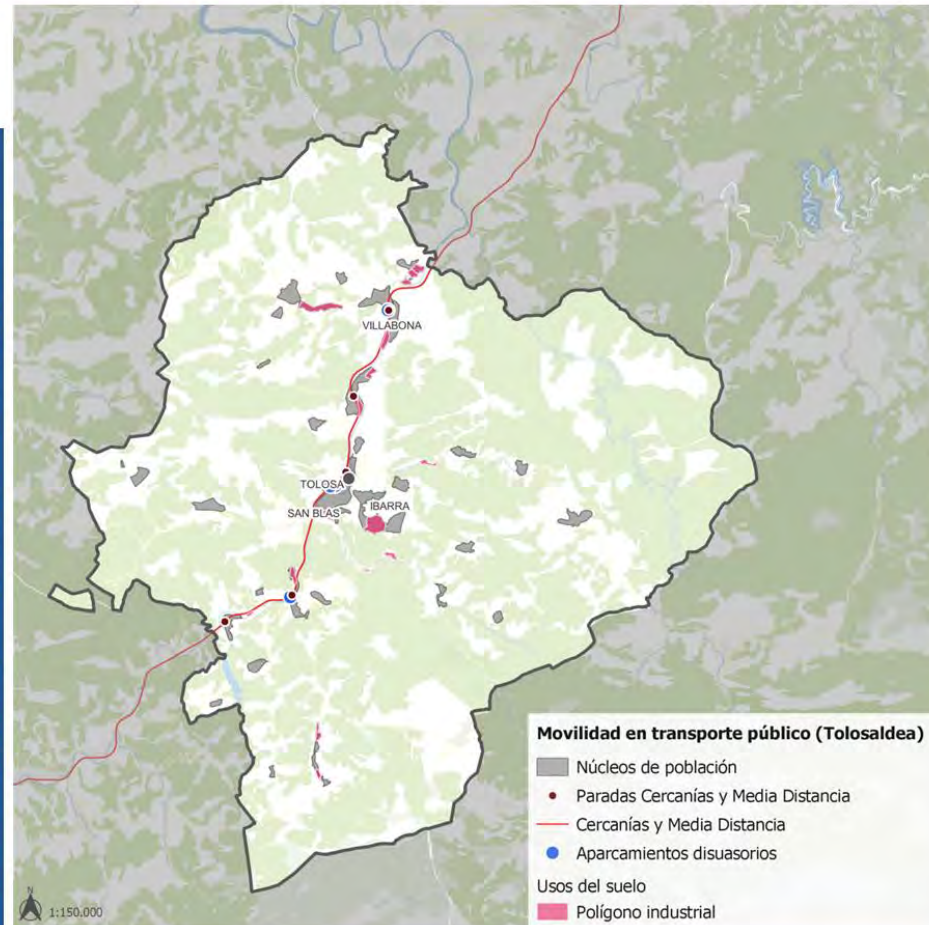 VILLABONA
TOLOSA
SAN BLAS
IBARRA
Movilidad en transporte público (Tolosaldea)
Núcleos de población
Paradas Cercanías y Media Distancia
Cercanías y Media Distancia
Aparcamientos disuasorios
Usos del suelo
Polígono industrial
N
1:150.000